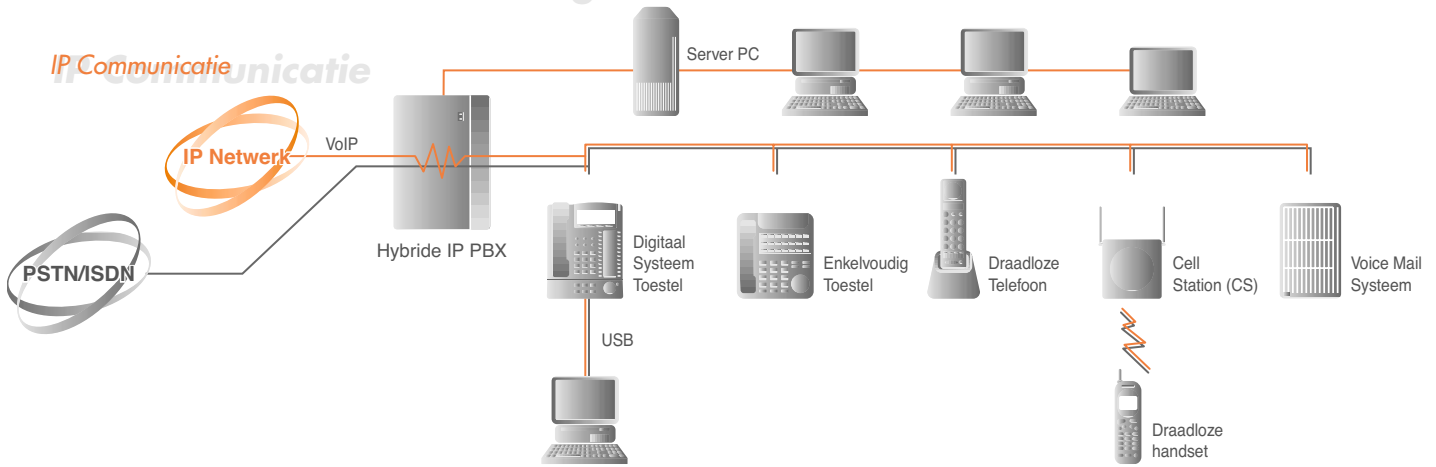 IP Communicatie
Server PC
IP Netwerk
VoIP
PSTN/ISDN
Hybride IP PBX
Digitaal
Systeem
Toestel
Enkelvoudig
Toestel
Draadloze
Telefoon
Cell
Station (CS)
Voice Mail
Systeem
USB
Draadloze
handset